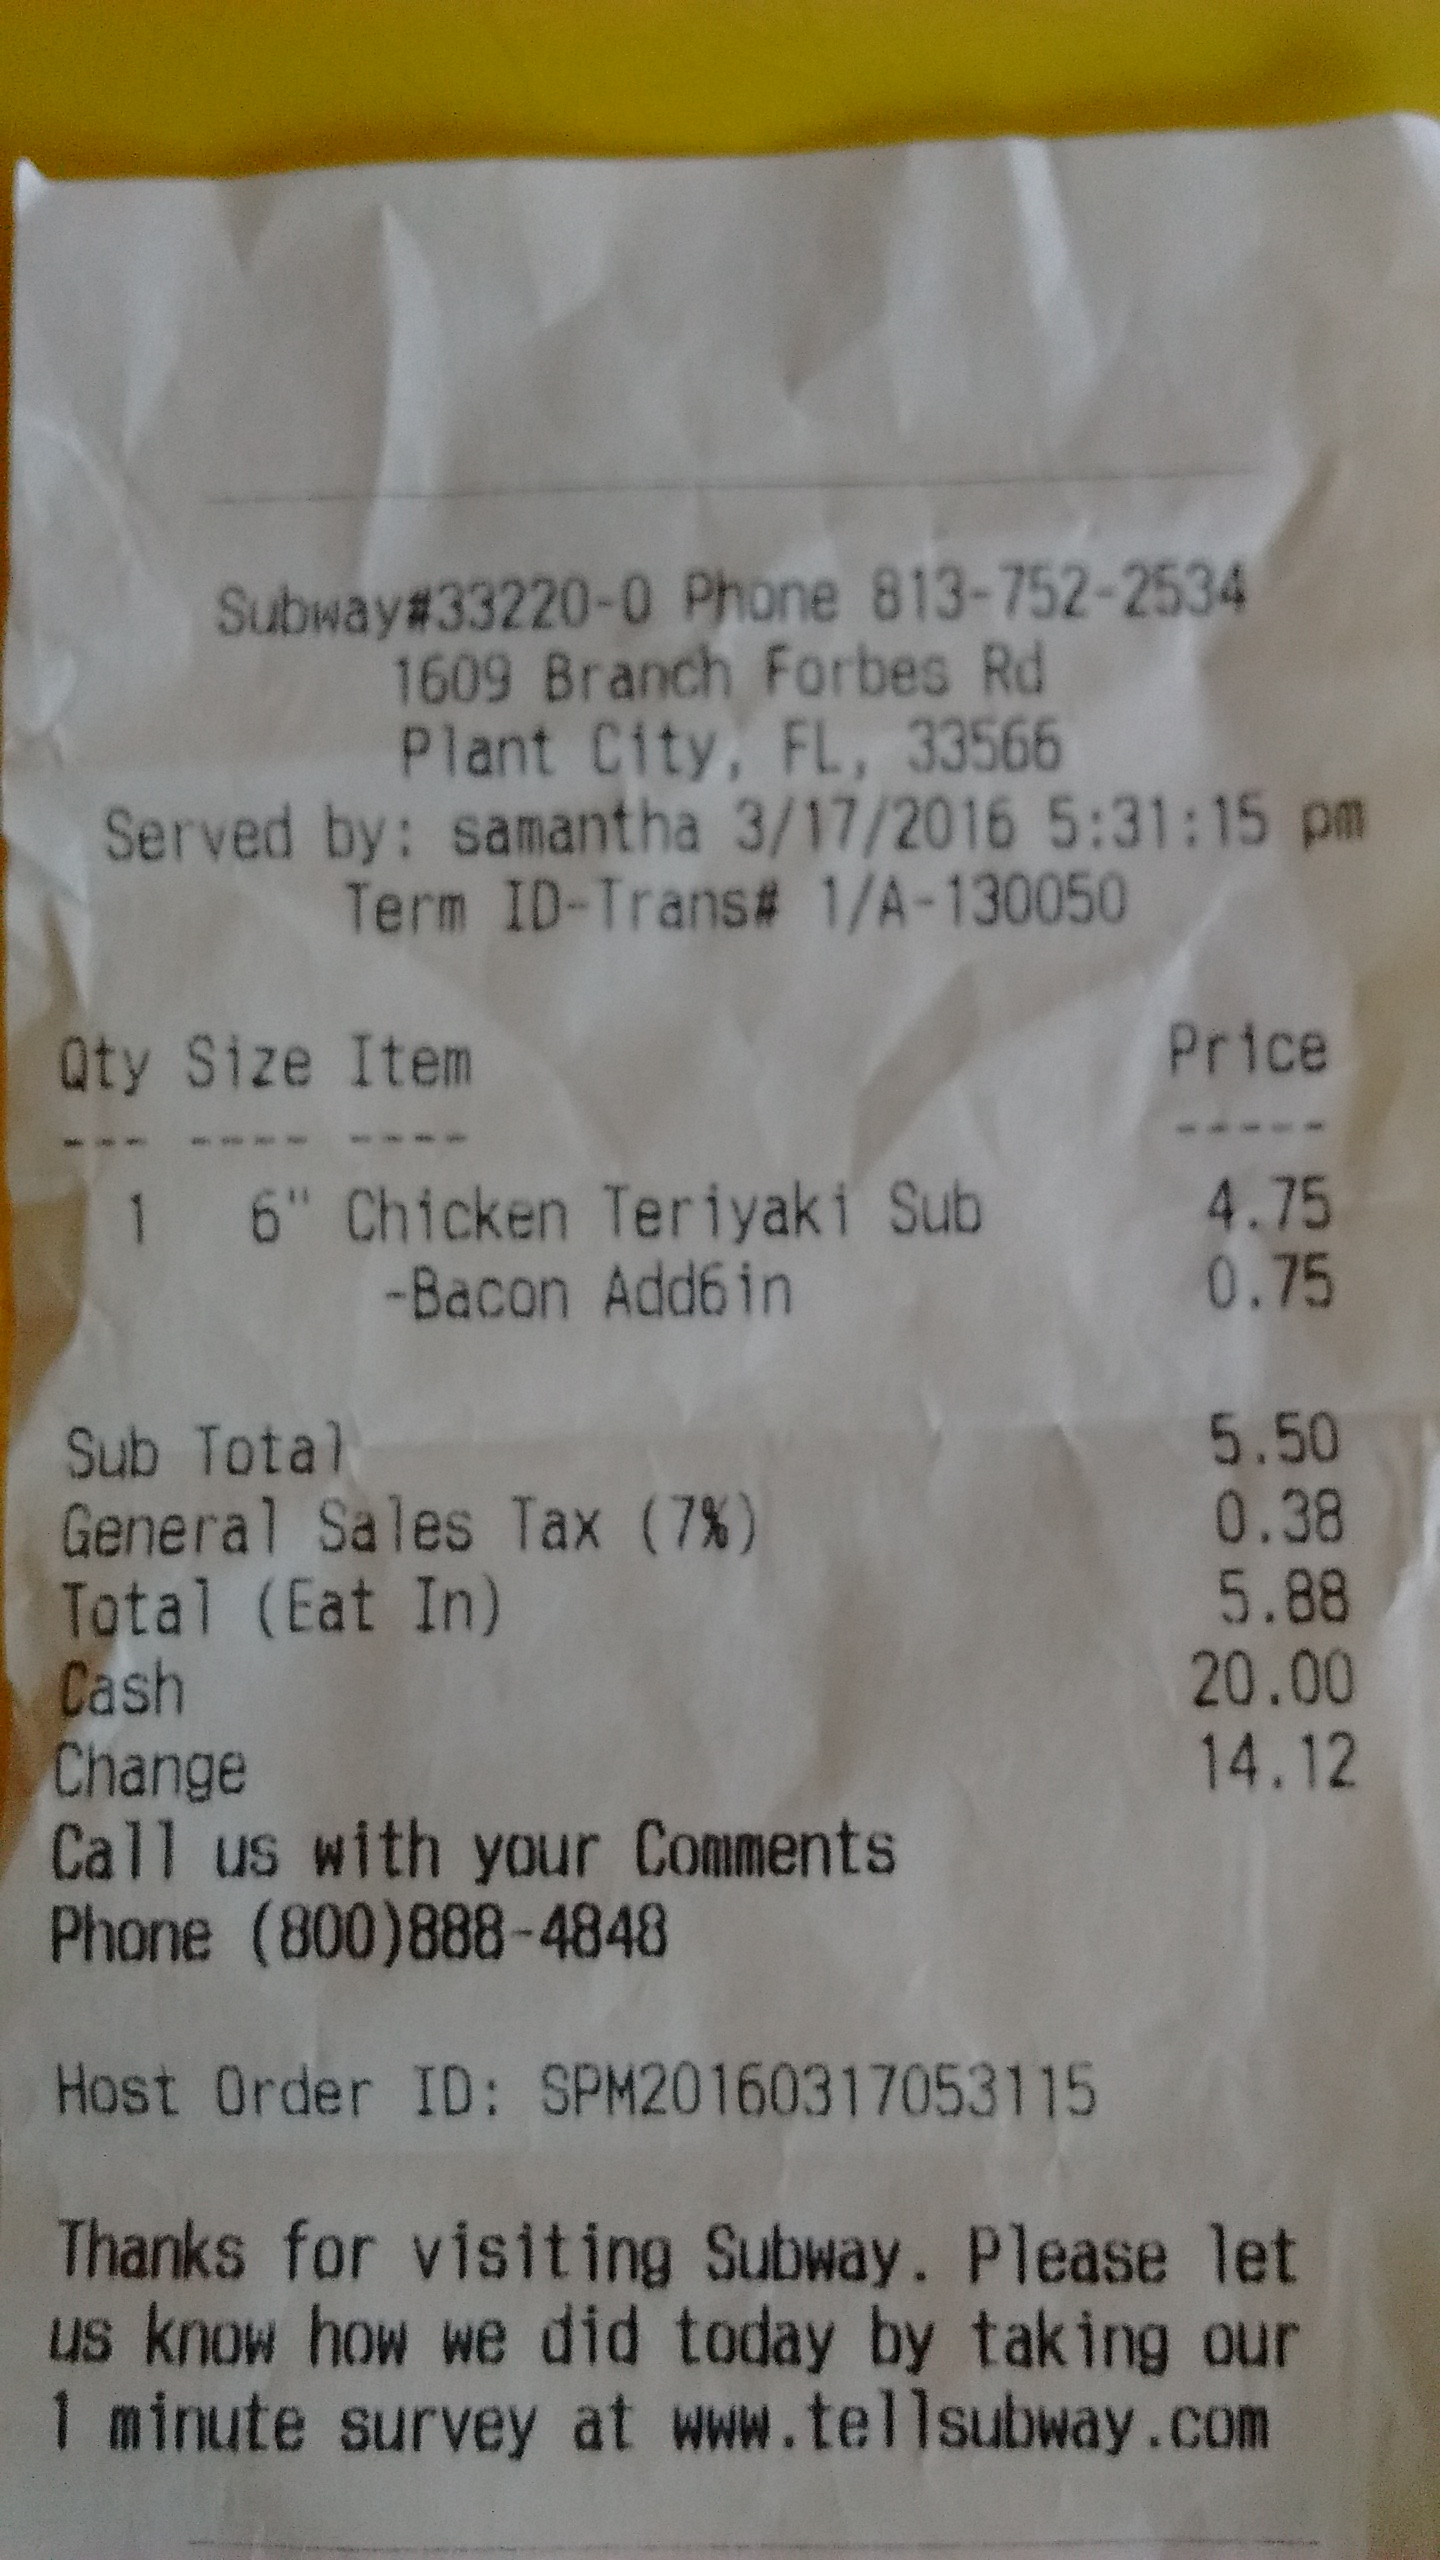 Subway#33220-0 Phone 813-752-2534
1609 Branch Forbes Rd
Plant City, FL, 33566
Served by: samantha 3/17/2016 5:31:15 pm
Term ID-Trans# 1/A-130050
Qty Size Item Price
--- ---- ---- -----
1 6" Chicken Teriyaki Sub 4.75
-Bacon Add6in 0.75
Sub Total 5.50
General Sales Tax (7%) 0.38
Total (Eat In) 5.88
Cash 20.00
Change 14.12
Call us with your Comments
Phone (800)888-4848
Host Order ID: SPM20160317053115
Thanks for visiting Subway. Please let
us know how we did today by taking our
1 minute survey at www.tellsubway.com